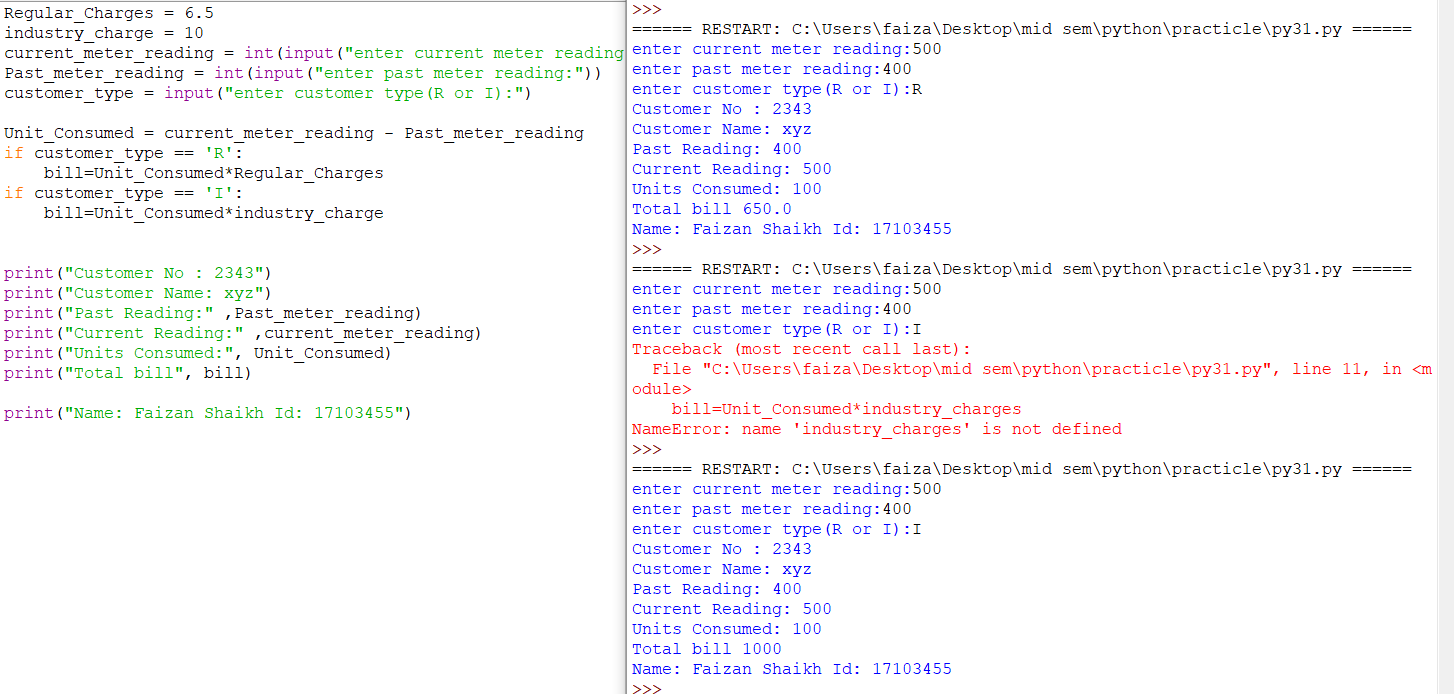 Regular_Charges = 6.5
industry_charge = 10
current_meter_reading = int(input("enter current meter reading
Past_meter_reading = int(input("enter past meter reading:"))
customer_type = input("enter customer type(R or I):")
Unit_Consumed = current_meter_reading - Past_meter_reading
if customer_type == 'R':
    bill=Unit_Consumed*Regular_Charges
if customer_type == 'I':
    bill=Unit_Consumed*industry_charge
print("Customer No : 2343")
print("Customer Name: xyz")
print("Past Reading:" ,Past_meter_reading)
print("Current Reading:" ,current_meter_reading)
print("Units Consumed:", Unit_Consumed)
print("Total bill", bill)
print("Name: Faizan Shaikh Id: 17103455")
>>>
====== RESTART: C:\Users\faiza\Desktop\mid sem\python\practicle\py31.py ======
enter current meter reading:500
enter past meter reading:400
enter customer type(R or I):R
Customer No : 2343
Customer Name: xyz
Past Reading: 400
Current Reading: 500
Units Consumed: 100
Total bill 650.0
Name: Faizan Shaikh Id: 17103455
>>>
====== RESTART: C:\Users\faiza\Desktop\mid sem\python\practicle\py31.py ======
enter current meter reading:500
enter past meter reading:400
enter customer type(R or I):I
Traceback (most recent call last):
  File "C:\Users\faiza\Desktop\mid sem\python\practicle\py31.py", line 11, in <m
odule>
    bill=Unit_Consumed*industry_charges
NameError: name 'industry_charges' is not defined
>>>
====== RESTART: C:\Users\faiza\Desktop\mid sem\python\practicle\py31.py ======
enter current meter reading:500
enter past meter reading:400
enter customer type(R or I):I
Customer No : 2343
Customer Name: xyz
Past Reading: 400
Current Reading: 500
Units Consumed: 100
Total bill 1000
Name: Faizan Shaikh Id: 17103455
>>>